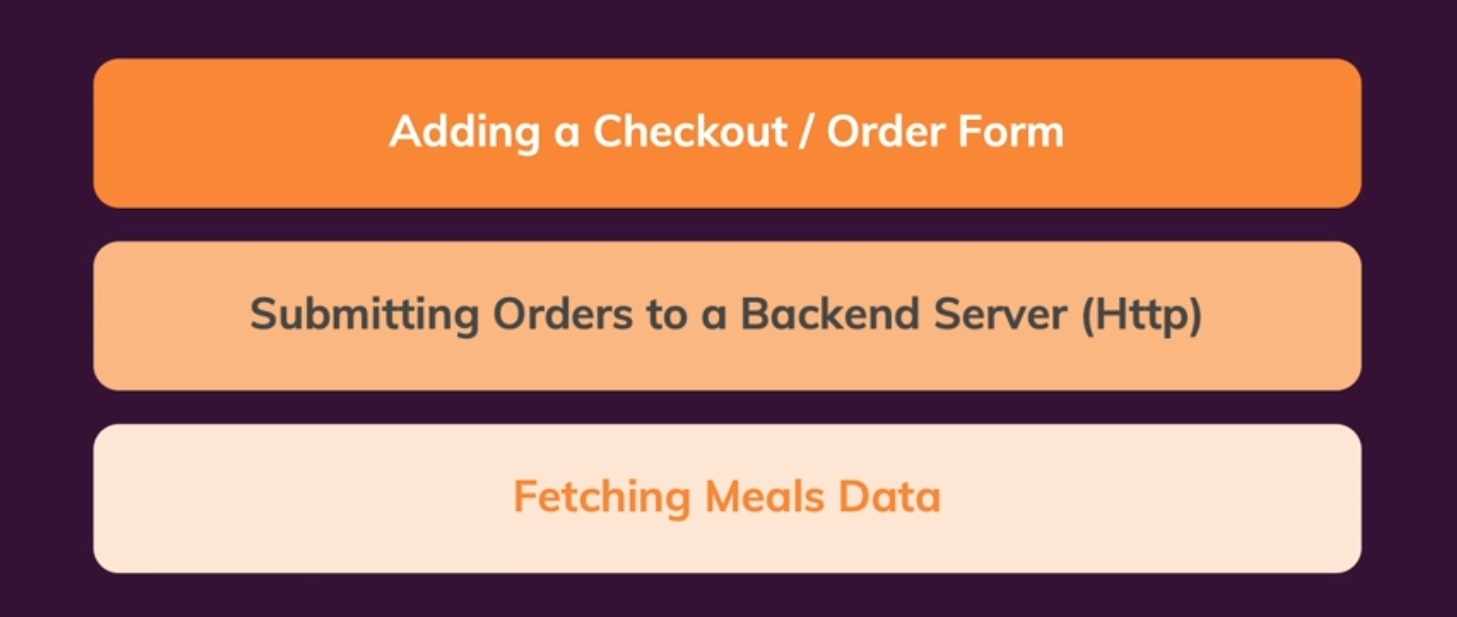 Adding a Checkout / Order Form
Submitting Orders to a Backend Server (Http)
Fetching Meals Data